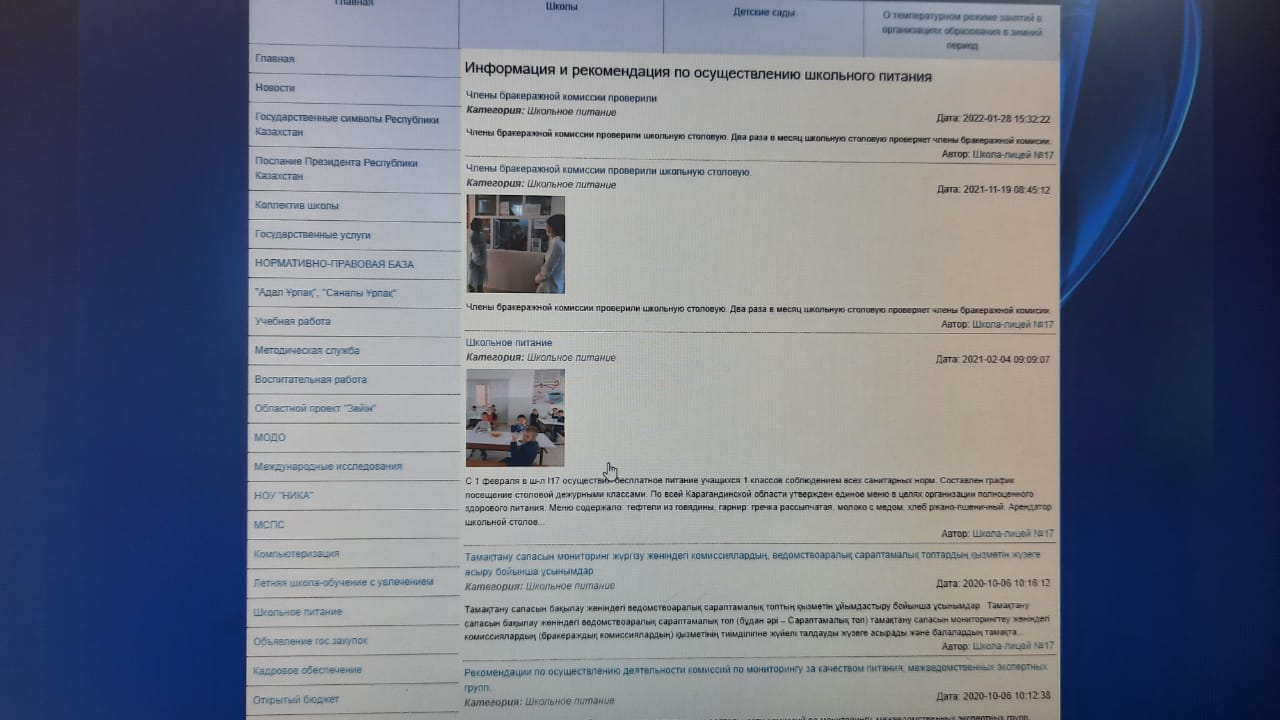 Главная
Школы
Детские сады
О температурном режиме занятий в
организациях образования в зимний
период
Главная
Новости
Государственные символы Республики
Казахстан
Послание Президента Республики
Казахстан
Коллектив школы
Государственные услуги
НОРМАТИВНО-ПРАВОВАЯ БАЗА
"Адал Ұрпақ", "Саналы Ұрпақ"
Учебная работа
Методическая служба
Воспитательная работа
Областной проект "Зейін"
МОДО
Международные исследования
НОУ "НИКА"
МСПС
Компьютеризация
Летняя школа-обучение с увлечением
Школьное питание
Объявление гос.закупок
Кадровое обеспечение
Открытый бюджет
Информация и рекомендация по осуществлению школьного питания
Члены бракеражной комиссии проверили
Категория: Школьное питание
Дата: 2022-01-28 15:32:22
Члены бракеражной комиссии проверили школьную столовую. Два раза в месяц школьную столовую проверяет члены бракеражной комисии.
Автор: Школа-лицей №17
Члены бракеражной комиссии проверили школьную столовую.
Категория: Школьное питание
Дата: 2021-11-19 08:45:12
Члены бракеражной комиссии проверили школьную столовую. Два раза в месяц школьную столовую проверяет члены бракеражной комисии.
Автор: Школа-лицей №17
Школьное питание
Категория: Школьное питание
Дата: 2021-02-04 09:09:07
С 1 февраля в ш-л I17 бесплатное питание учащихся 1 классов соблюдением всех санитарных норм. Составлен график
посещение столовой дежурными классами. По всей Карагандинской области утвержден единое меню в целях организации полноценного
здорового питания. Меню содержало: тефтели из говядины, гарнир: гречка рассыпчатая, молоко с медом, хлеб ржано-пшеничный. Арендатор
школьной столов...
Автор: Школа-лицей №17
Тамақтану сапасын мониторинг жүргізу жөніндегі комиссиялардың, ведомствоаралық сараптамалық топтардың қызметін жүзеге
асыру бойынша ұсынымдар
Категория: Школьное питание
Дата: 2020-10-06 10:16:12
Тамақтану сапасын бақылау жөніндегі ведомствоаралық сараптамалық топтың қызметін ұйымдастыру бойынша ұсынымдар Тамақтану
сапасын бақылау жөніндегі ведомствоаралық сараптамалық топ (бұдан әрі – Сараптамалық топ) тамақтану сапасын мониторингтеу жөніндегі
комиссиялардың (бракераждық комиссиялардың) қызметінің тиімділігіне жүйелі талдауды жүзеге асырады және балалардың тамақта...
Автор: Школа-лицей №17
Рекомендации по осуществлению деятельности комиссий по мониторингу за качеством питания, межведомственных экспертных
групп.
Категория: Школьное питание
Дата: 2020-10-06 10:12:38